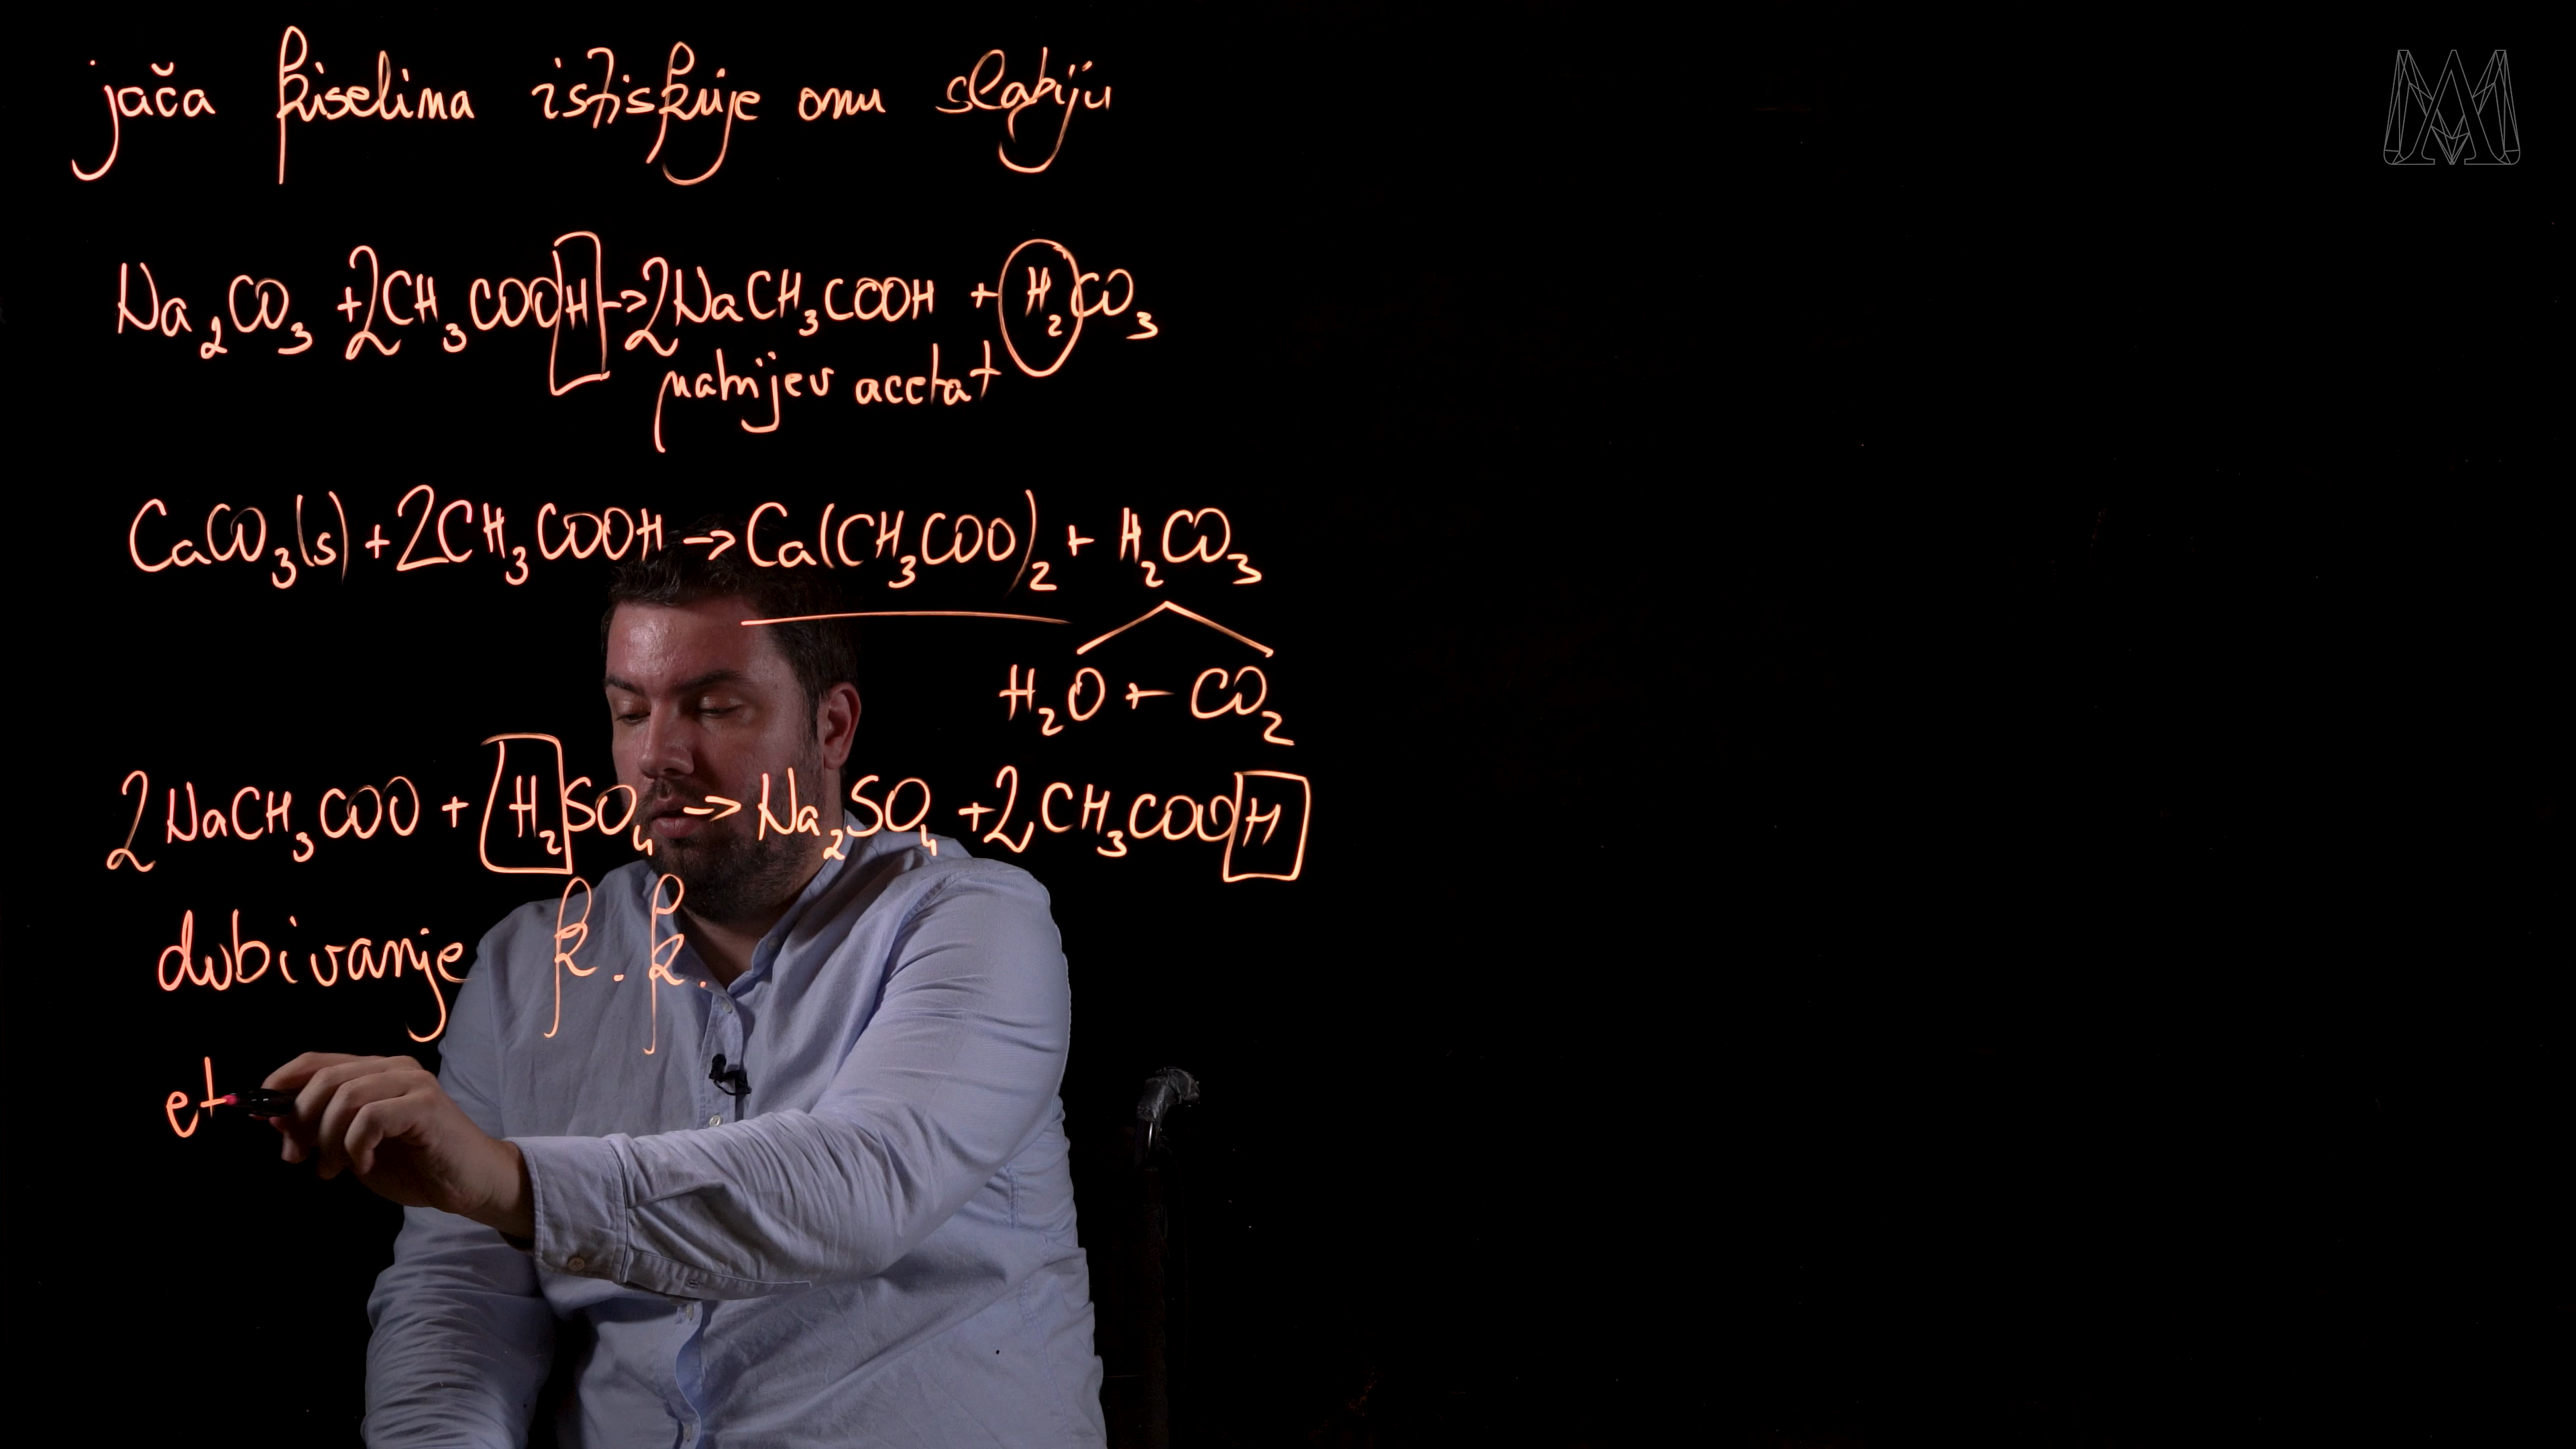 jača kiselina istiskuje onu slabiju
Na₂CO₃ + 2CH₃COOH → 2NaCH₃COOH + H₂CO₃
natrijev acetat
CaCO₃(s) + 2CH₃COOH → Ca(CH₃COO)₂ + H₂CO₃
H₂O + CO₂
2NaCH₃COO + H₂SO₄ → Na₂SO₄ + 2CH₃COOH
dobivanje k.k.
et